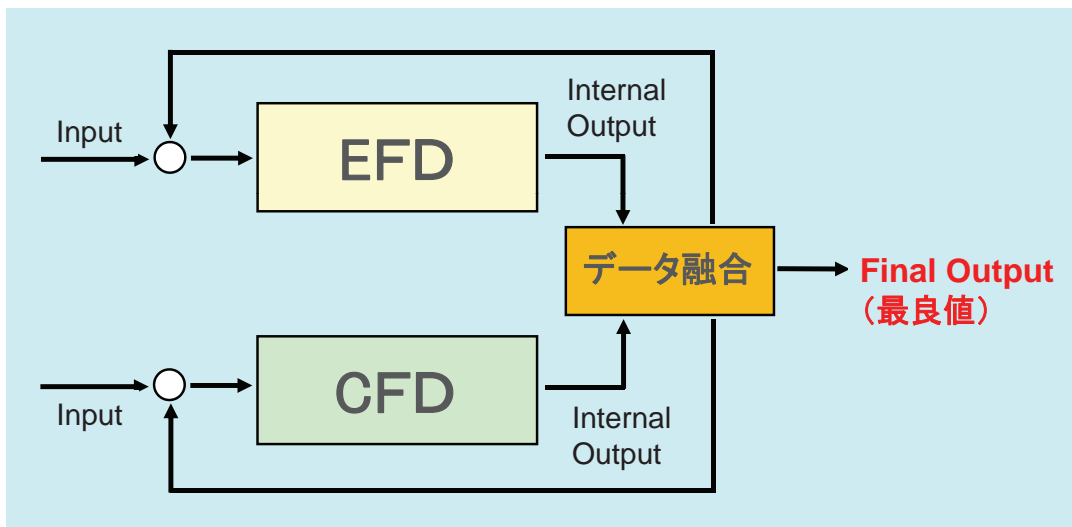 Internal
Output
Input
EFD
データ融合
Final Output
（最良値）
CFD
Input
Internal
Output